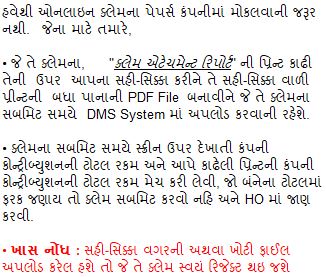 હવેથી ઓનલાઇન ક્લેમના પેપર્સ કંપનીમાં મોકલવાની જરૂર
નથી. જેના માટે તમારે,
• જે તે ક્લેમના, "ક્લેમ એટેચમેન્ટ રિપોર્ટ" ની પ્રિન્ટ કાઢી
તેની ઉપર આપના સહી-સિક્કા કરીને તે સહી-સિક્કા વાળી
પ્રીન્ટની બધા પાનાની PDF File બનાવીને જે તે ક્લેમના
સબમિટ સમયે DMS System માં અપલોડ કરવાની રહેશે.
• ક્લેમના સબમિટ સમયે સ્ક્રીન ઉપર દેખાતી કંપની
કોન્ટ્રીબ્યુશનની ટોટલ રકમ અને આપે કાઢેલી પ્રિન્ટની કંપની
કોન્ટ્રીબ્યુશનની ટોટલ રકમ મેચ કરી લેવી, જો બંનેના ટોટલમાં
ફરક જણાય તો ક્લેમ સબમિટ કરવો નહિ અને HO માં જાણ
કરવી.
• ખાસ નોંધ : સહી-સિક્કા વગરની અથવા ખોટી ફાઈલ
અપલોડ કરેલ હશે તો જે તે ક્લેમ સ્વયં રિજેક્ટ થઇ જશે